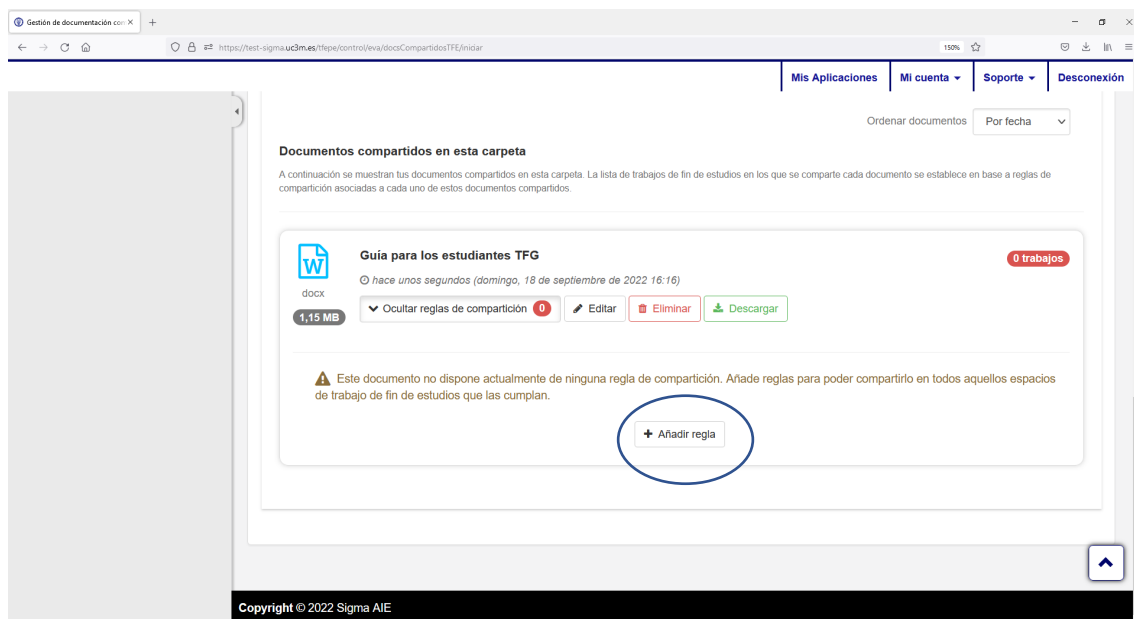 Gestión de documentación con
https://test-sigma.uc3m.es/tfepe/control/eva/docsCompartidosTFE/iniciar
150%
Mis Aplicaciones
Mi cuenta
Soporte
Desconexión
Ordenar documentos
Por fecha
Documentos compartidos en esta carpeta
A continuación se muestran tus documentos compartidos en esta carpeta. La lista de trabajos de fin de estudios en los que se comparte cada documento se establece en base a reglas de
compartición asociadas a cada uno de estos documentos compartidos.
W
docx
1,15 MB
Guía para los estudiantes TFG
0 trabajos
hace unos segundos (domingo, 18 de septiembre de 2022 16:16)
Ocultar reglas de compartición 0
Editar
Eliminar
Descargar
Este documento no dispone actualmente de ninguna regla de compartición. Añade reglas para poder compartirlo en todos aquellos espacios
de trabajo de fin de estudios que las cumplan.
+ Añadir regla
Copyright © 2022 Sigma AIE